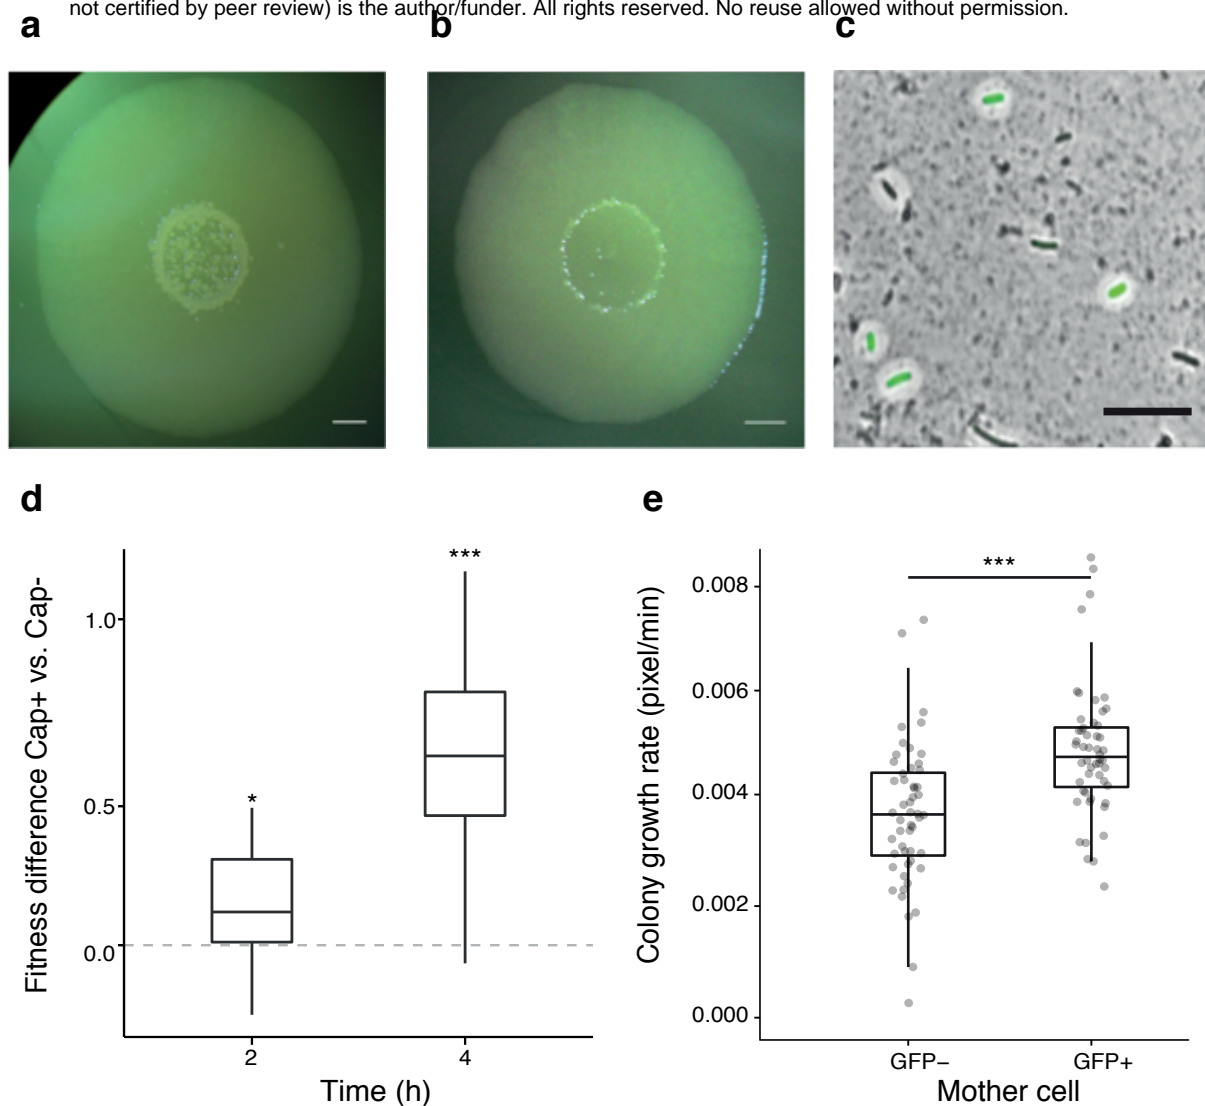 not certified by peer review) is the author/funder. All rights reserved. No reuse allowed without permission.
a
b
c
d
e
Fitness difference Cap+ vs. Cap-
1.0
0.5
0.0
*
***
2
4
Time (h)
Colony growth rate (pixel/min)
0.008
0.006
0.004
0.002
0.000
***
GFP−
GFP+
Mother cell